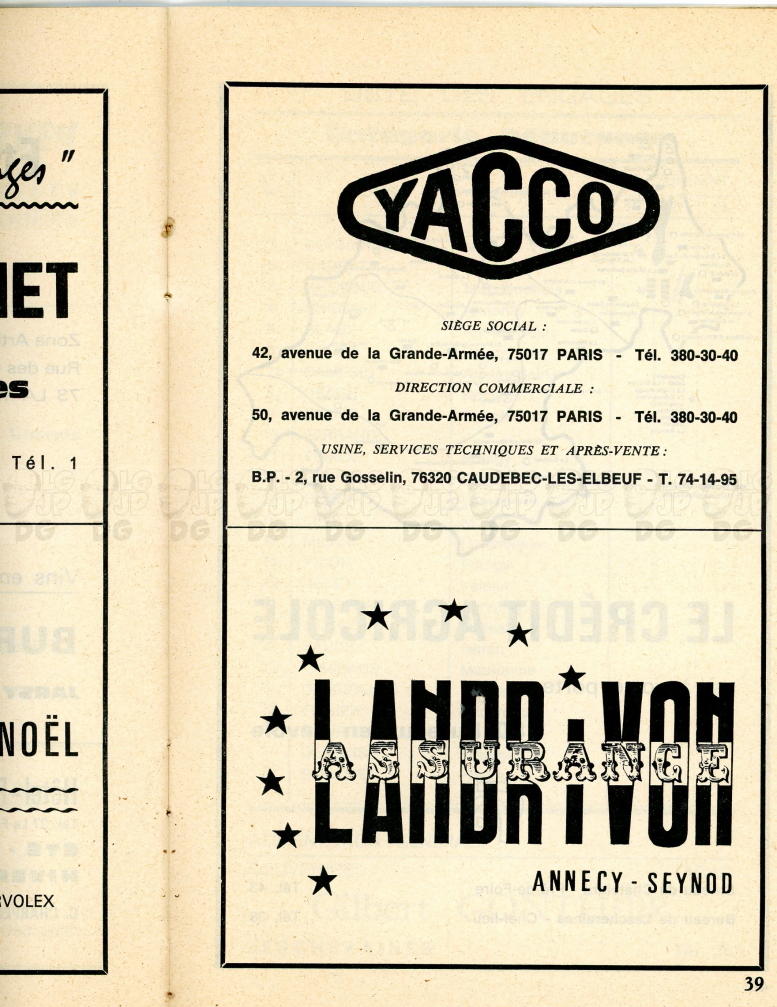 ges "
NET
es
Tél. 1
NOËL
RVOLEX
YACCO
SIÈGE SOCIAL :
42, avenue de la Grande-Armée, 75017 PARIS - Tél. 380-30-40
DIRECTION COMMERCIALE :
50, avenue de la Grande-Armée, 75017 PARIS - Tél. 380-30-40
USINE, SERVICES TECHNIQUES ET APRÈS-VENTE :
B.P. - 2, rue Gosselin, 76320 CAUDEBEC-LES-ELBEUF - T. 74-14-95
LANDRIVON
ASSURANCE
ANNECY - SEYNOD
39